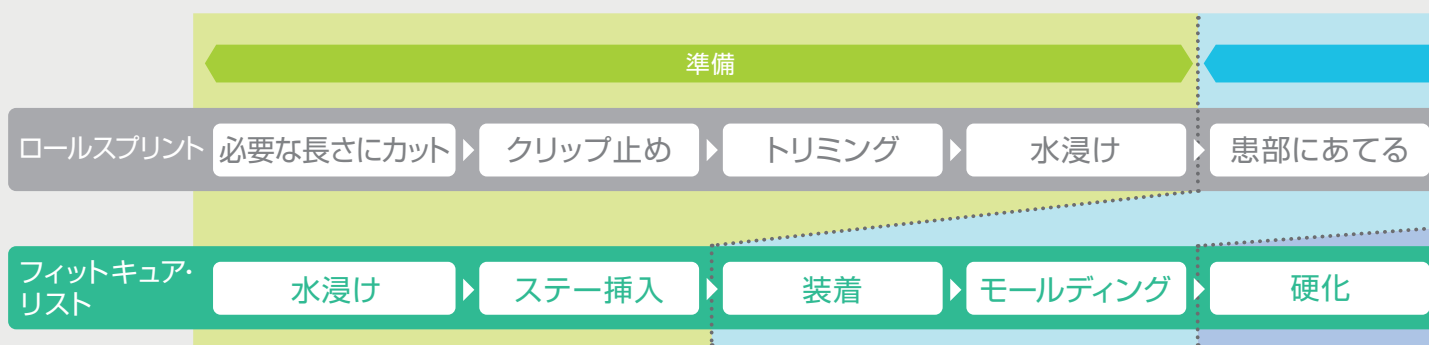 準備
ロールスプリント
必要な長さにカット
クリップ止め
トリミング
水浸け
患部にあてる
フィットキュア・
リスト
水浸け
ステー挿入
装着
モールディング
硬化